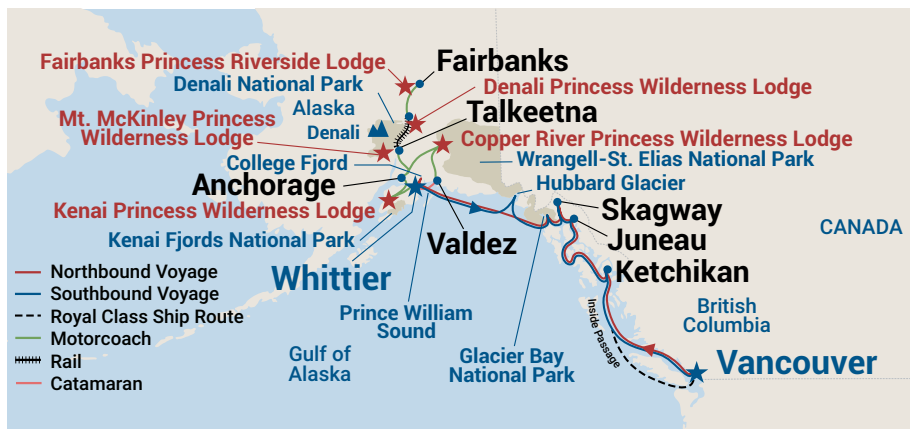 Fairbanks Princess Riverside Lodge
Fairbanks
Denali National Park
Denali Princess Wilderness Lodge
Alaska
Talkeetna
Mt. McKinley Princess
Wilderness Lodge
Denali
Copper River Princess Wilderness Lodge
College Fjord
Wrangell-St. Elias National Park
Anchorage
Hubbard Glacier
Kenai Princess Wilderness Lodge
Skagway
Kenai Fjords National Park
Valdez
Juneau
CANADA
Whittier
Ketchikan
Northbound Voyage
Southbound Voyage
Royal Class Ship Route
Motorcoach
Rail
Catamaran
Prince William
Sound
Gulf of
Alaska
Glacier Bay
National Park
Inside Passage
British
Columbia
Vancouver